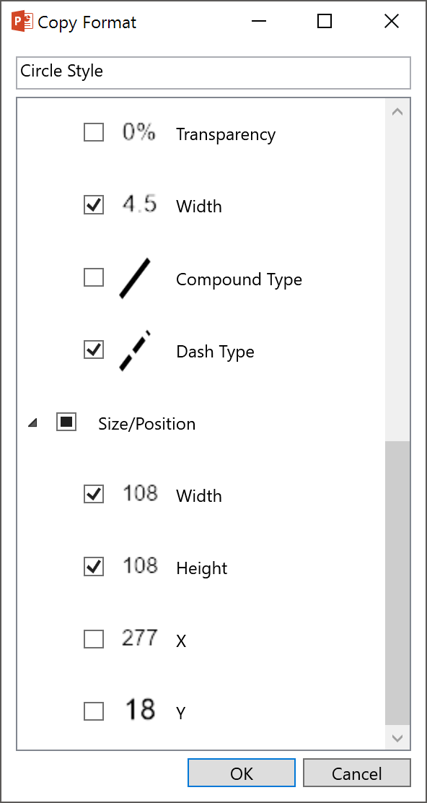 Copy Format
Circle Style
0% Transparency
4.5 Width
Compound Type
Dash Type
Size/Position
108 Width
108 Height
277 X
18 Y
OK Cancel